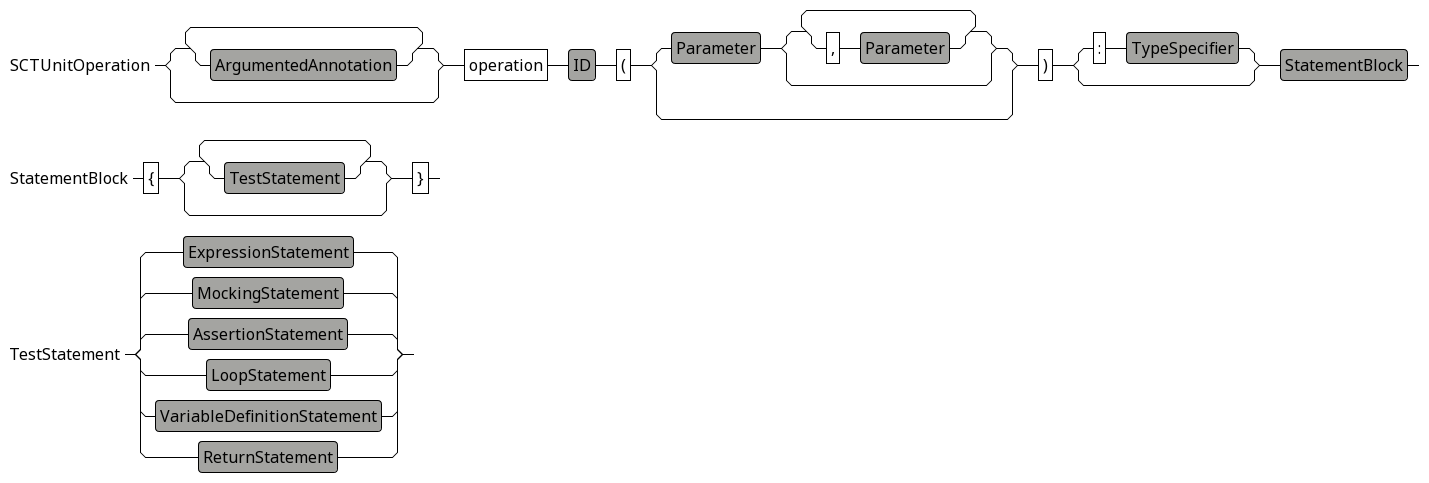 SCTUnitOperation ArgumentedAnnotation operation ID ( Parameter , Parameter ) : TypeSpecifier StatementBlock
StatementBlock { TestStatement }
ExpressionStatement
MockingStatement
AssertionStatement
TestStatement
LoopStatement
VariableDefinitionStatement
ReturnStatement